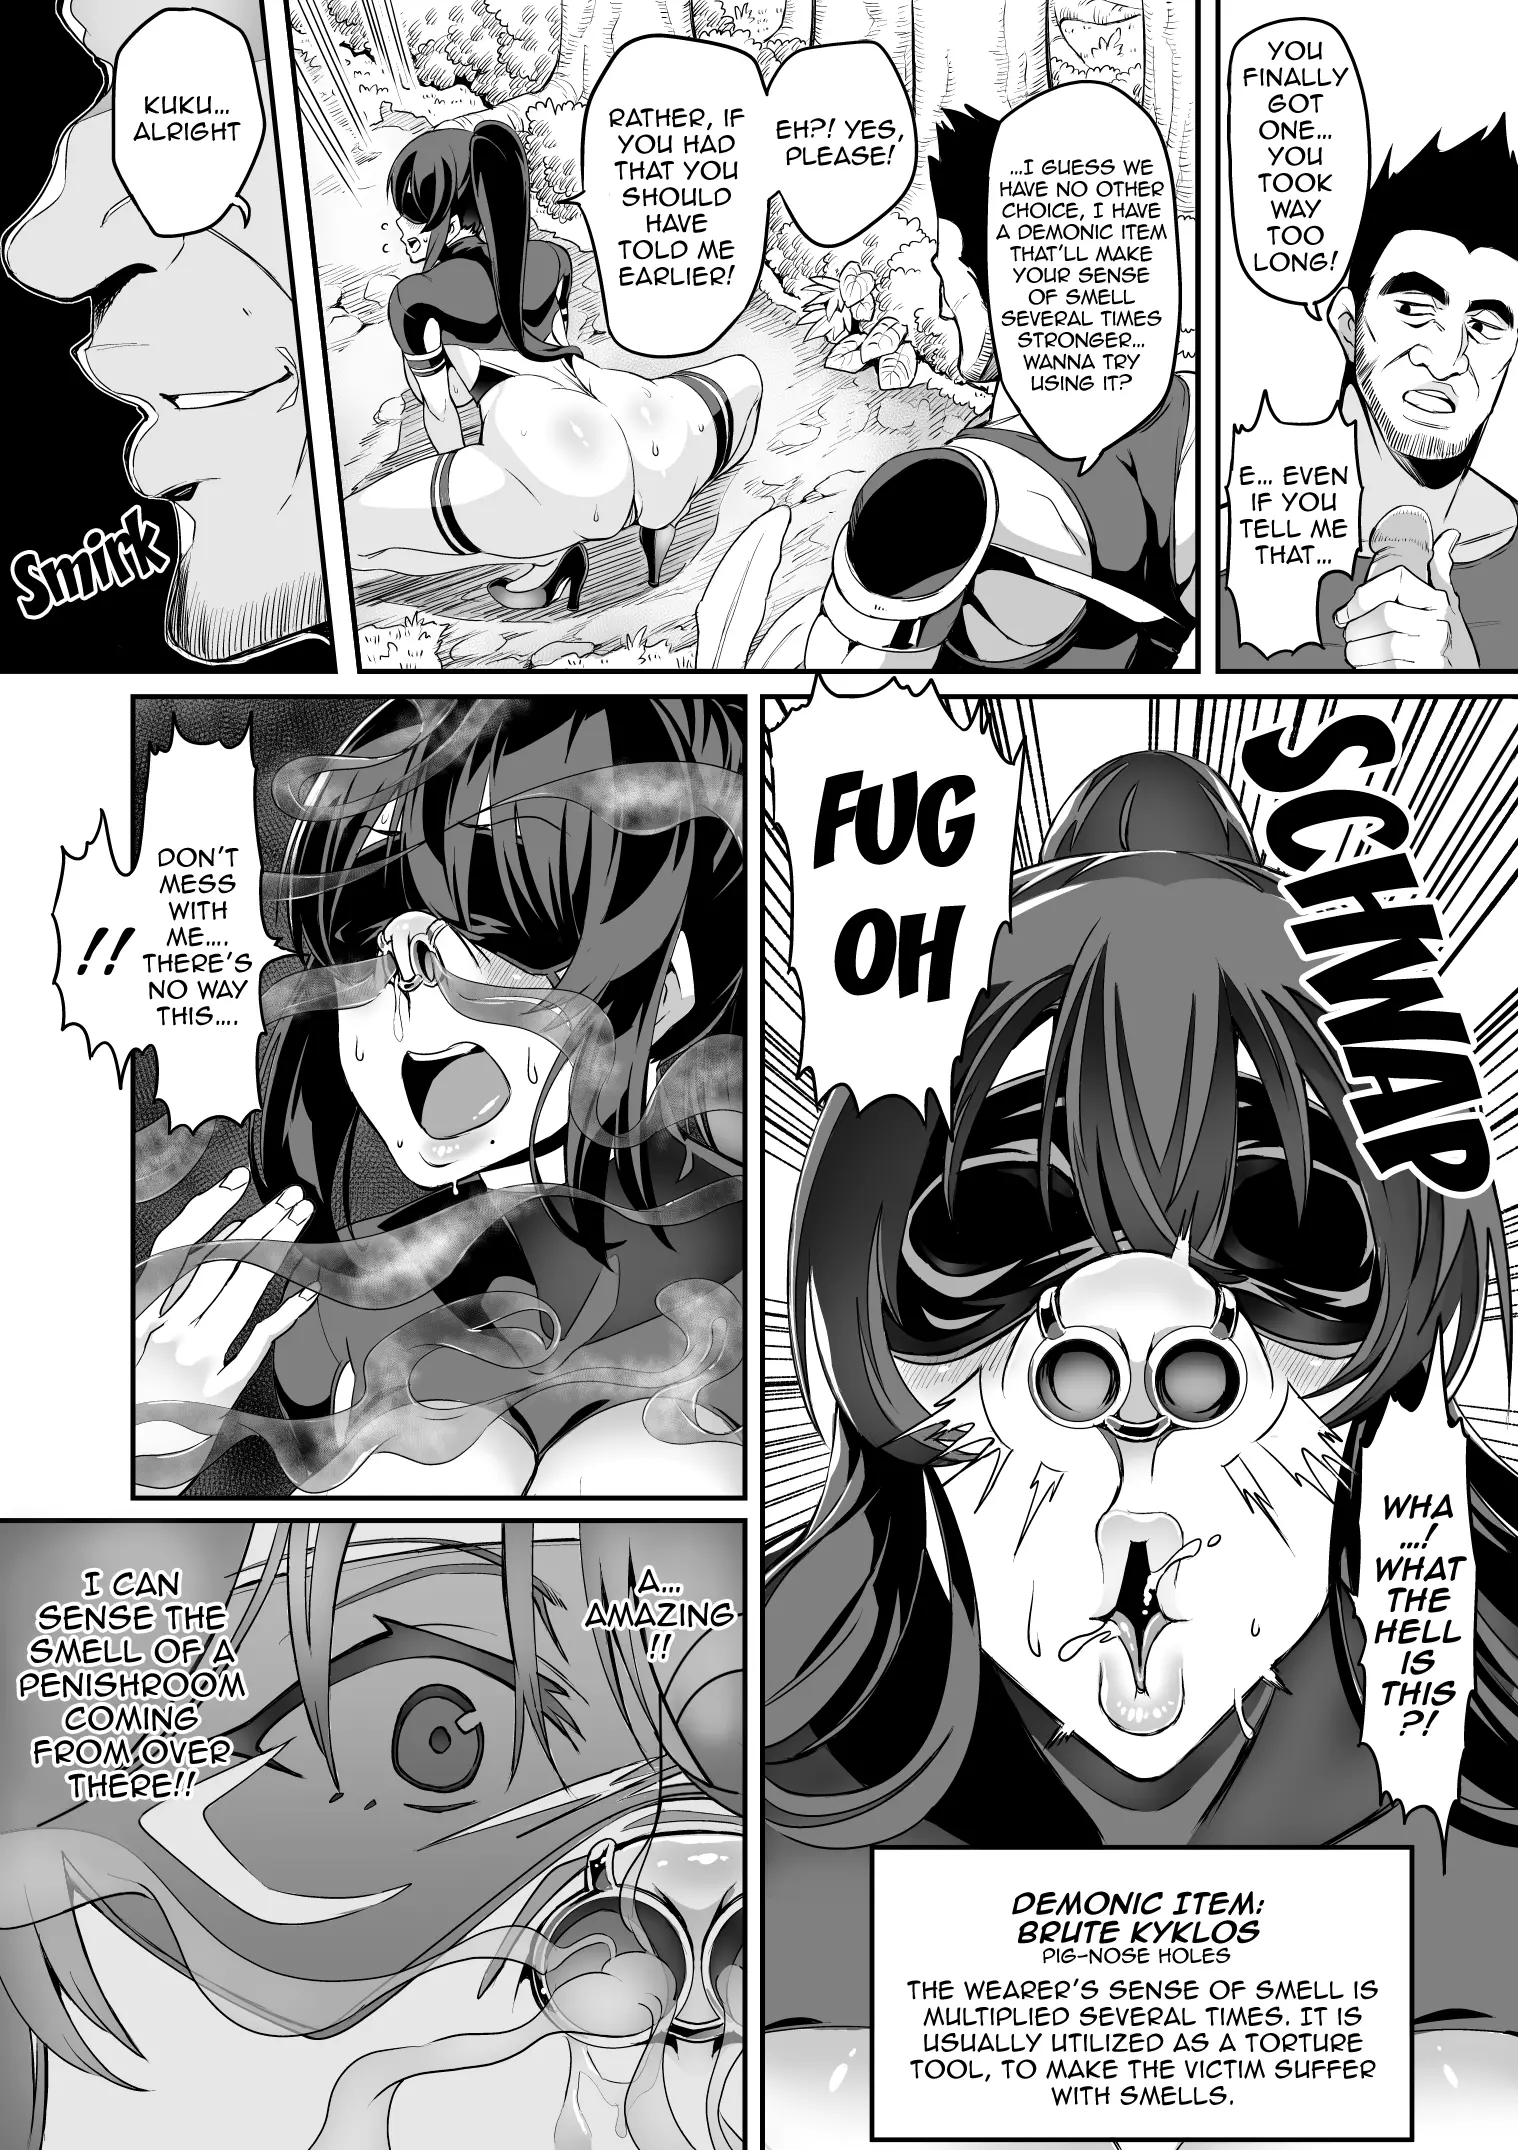 YOU
FINALLY
GOT
ONE...
YOU
TOOK
WAY
TOO
LONG!
E... EVEN
IF YOU
TELL ME
THAT...
...I GUESS WE
HAVE NO OTHER
CHOICE, I HAVE
A DEMONIC ITEM
THAT'LL MAKE
YOUR SENSE
OF SMELL
SEVERAL TIMES
STRONGER...
WANNA TRY
USING IT?
EH?! YES,
PLEASE!
RATHER, IF
YOU HAD
THAT YOU
SHOULD
HAVE
TOLD ME
EARLIER!
KUKU...
ALRIGHT
Smirk
SCHWAP
FUG
OH
WHA
...!
WHAT
THE
HELL
IS
THIS
?!
DEMONIC ITEM:
BRUTE KYKLOS
PIG-NOSE HOLES
THE WEARER'S SENSE OF SMELL IS
MULTIPLIED SEVERAL TIMES. IT IS
USUALLY UTILIZED AS A TORTURE
TOOL, TO MAKE THE VICTIM SUFFER
WITH SMELLS.
DON'T
MESS
WITH
ME....
THERE'S
NO WAY
THIS....
!!
A...
AMAZING
!!
I CAN
SENSE THE
SMELL OF A
PENISHROOM
COMING
FROM OVER
THERE!!